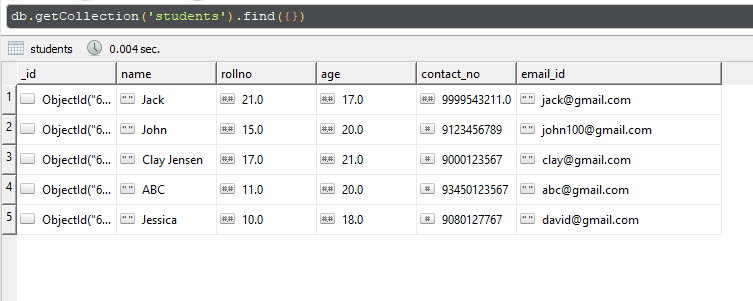 db.getCollection('students').find({})
students 0.004 sec.
_id name rollno age contact_no email_id
1 ObjectId("6... "" Jack #.# 21.0 #.# 17.0 #.# 9999543211.0 "" jack@gmail.com
2 ObjectId("6... "" John #.# 15.0 #.# 20.0 # 9123456789 "" john100@gmail.com
3 ObjectId("6... "" Clay Jensen #.# 17.0 #.# 21.0 # 9000123567 "" clay@gmail.com
4 ObjectId("6... "" ABC #.# 11.0 #.# 20.0 # 93450123567 "" abc@gmail.com
5 ObjectId("6... "" Jessica #.# 10.0 #.# 18.0 # 9080127767 "" david@gmail.com